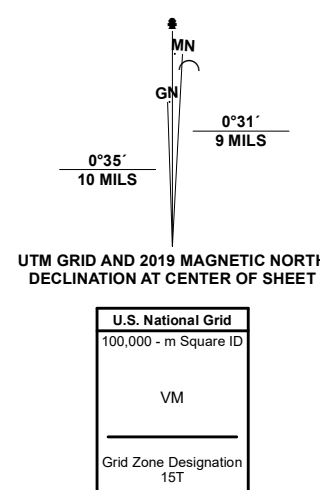 MN
GN
0°31´
9 MILS
0°35´
10 MILS
UTM GRID AND 2019 MAGNETIC NORTH
DECLINATION AT CENTER OF SHEET
U.S. National Grid
100,000 - m Square ID
VM
Grid Zone Designation
15T